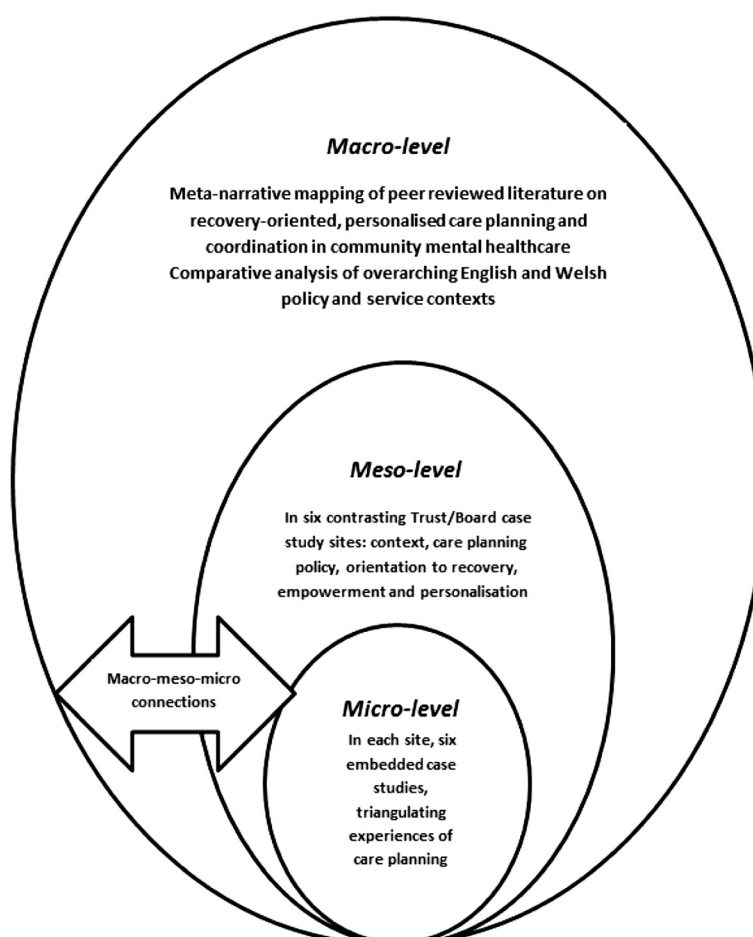 Macro-level
Meta-narrative mapping of peer reviewed literature on
recovery-oriented, personalised care planning and
coordination in community mental healthcare
Comparative analysis of overarching English and Welsh
policy and service contexts
Meso-level
In six contrasting Trust/Board case
study sites: context, care planning
policy, orientation to recovery,
empowerment and personalisation
Macro-meso-micro
connections
Micro-level
In each site, six
embedded case
studies,
triangulating
experiences of
care planning